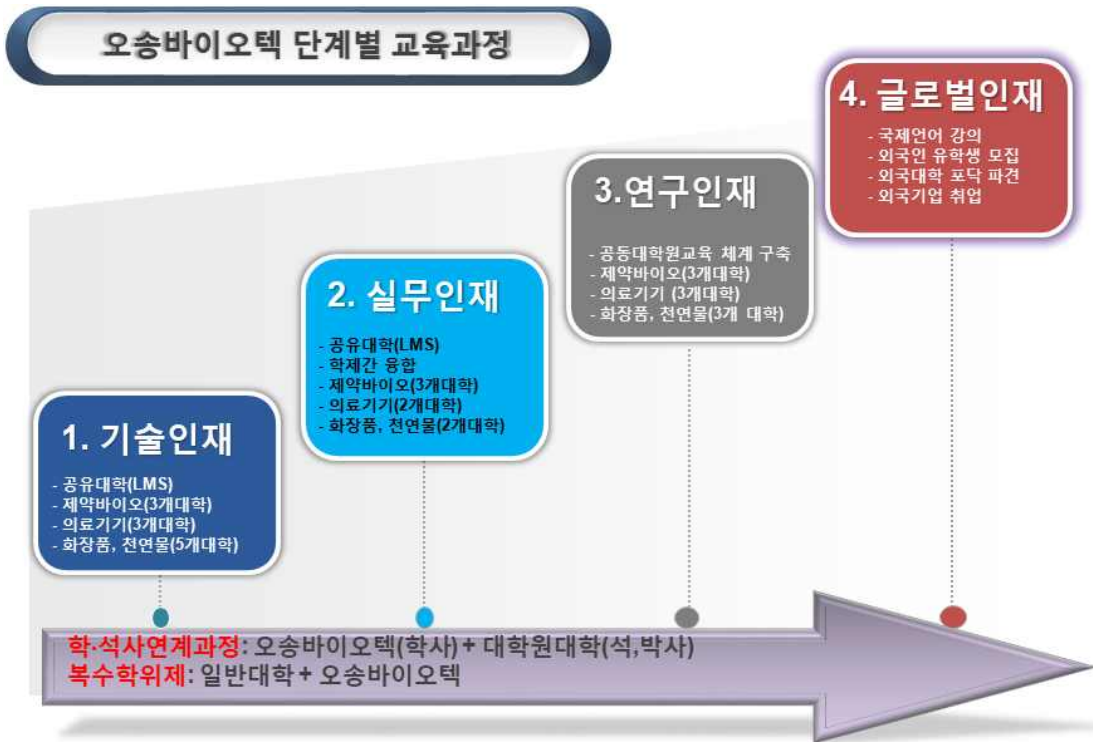 오송바이오텍 단계별 교육과정
4. 글로벌인재
- 국제언어 강의
- 외국인 유학생 모집
- 외국대학 포닥 파견
- 외국기업 취업
3.연구인재
- 공동대학원교육 체계 구축
- 제약바이오(3개대학)
- 의료기기 (3개대학)
- 화장품, 천연물(3개 대학)
2. 실무인재
- 공유대학(LMS)
- 학제간 융합
- 제약바이오(3개대학)
- 의료기기(2개대학)
- 화장품, 천연물(2개대학)
1. 기술인재
- 공유대학(LMS)
- 제약바이오(3개대학)
- 의료기기(3개대학)
- 화장품, 천연물(5개대학)
학·석사연계과정: 오송바이오텍(학사) + 대학원대학(석,박사)
복수학위제: 일반대학 + 오송바이오텍